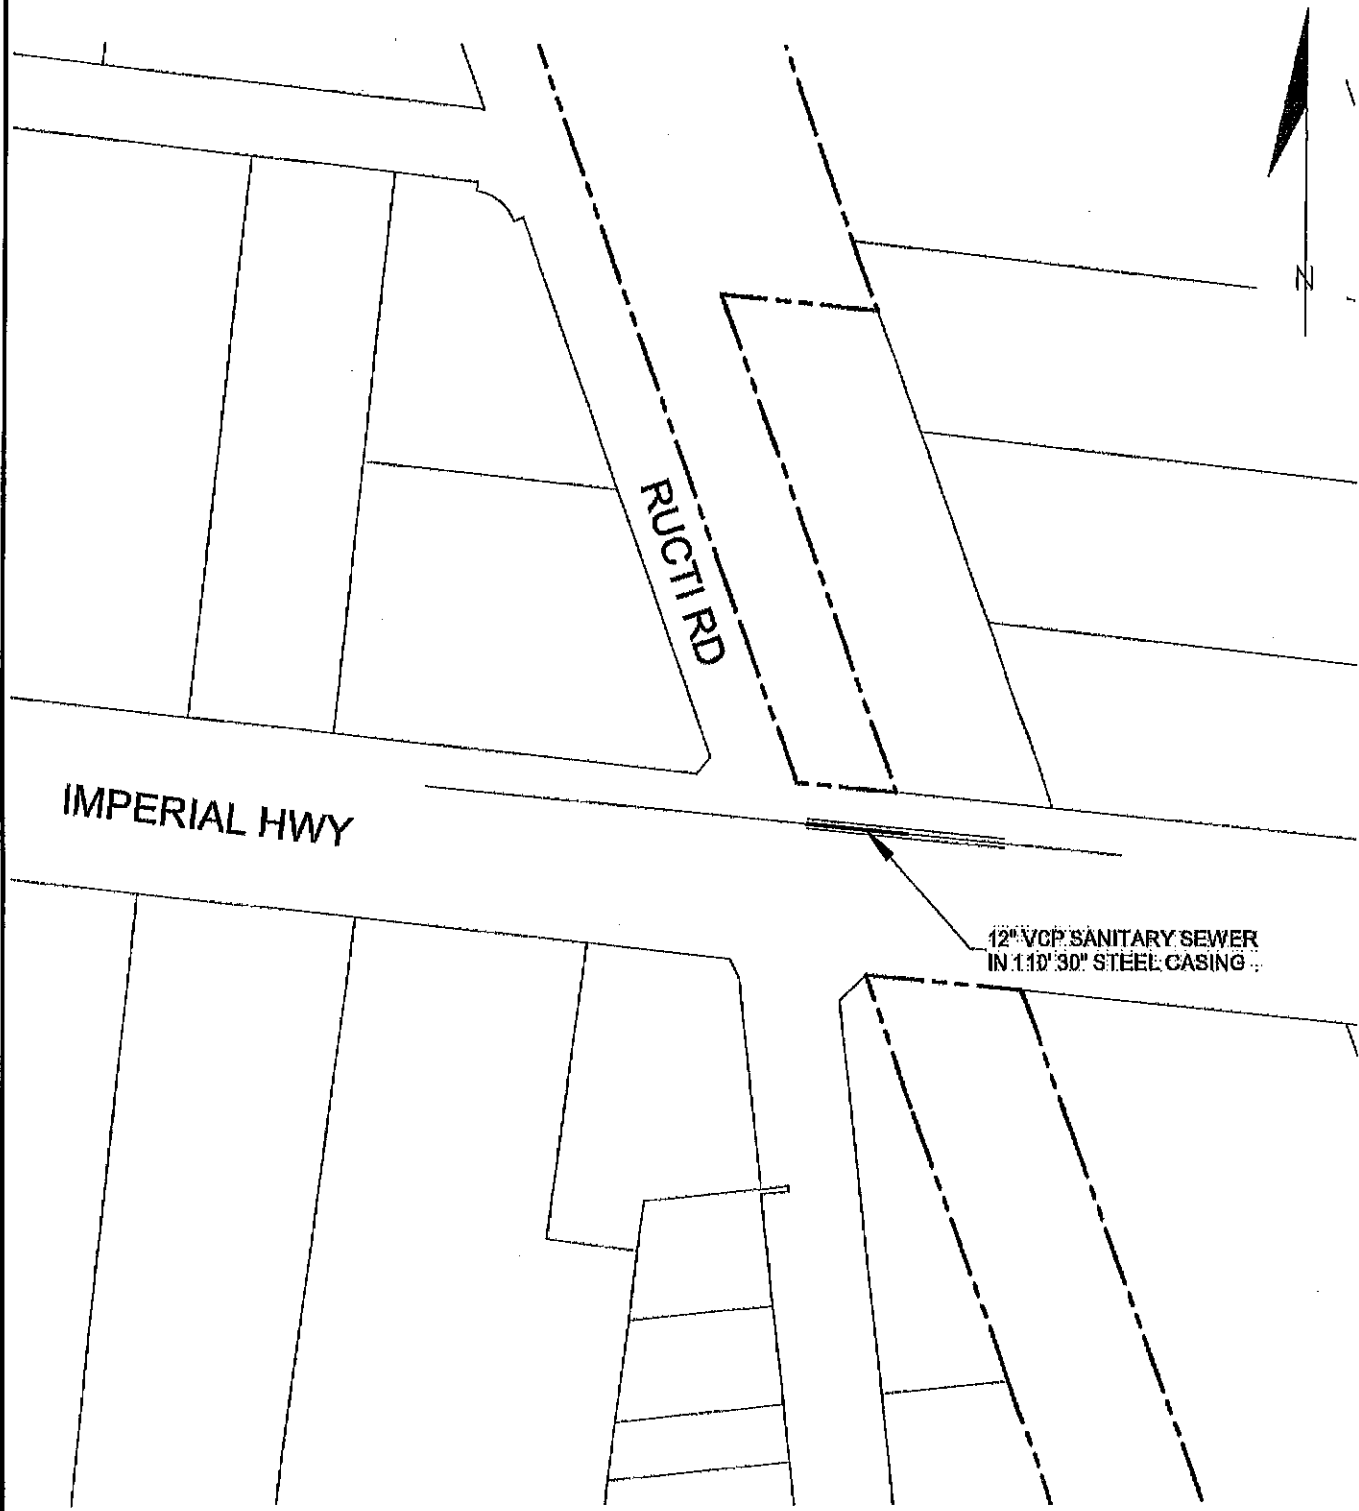 N
RUCTI RD
IMPERIAL HWY
12" VCP SANITARY SEWER
IN 110' 30" STEEL CASING